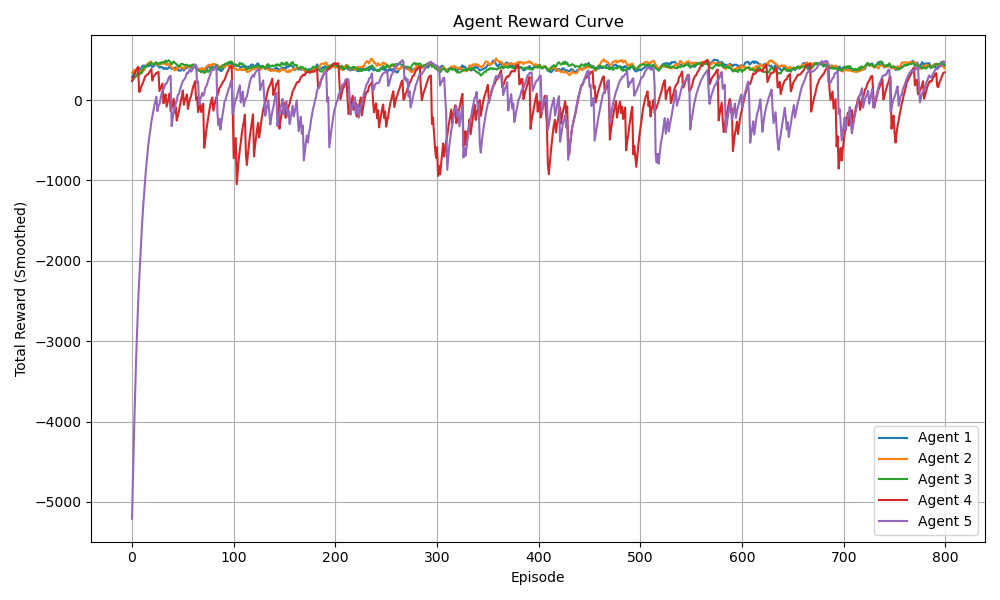 Agent Reward Curve
Total Reward (Smoothed)
0
−1000
−2000
−3000
−4000
−5000
0 100 200 300 400 500 600 700 800
Episode
Agent 1
Agent 2
Agent 3
Agent 4
Agent 5